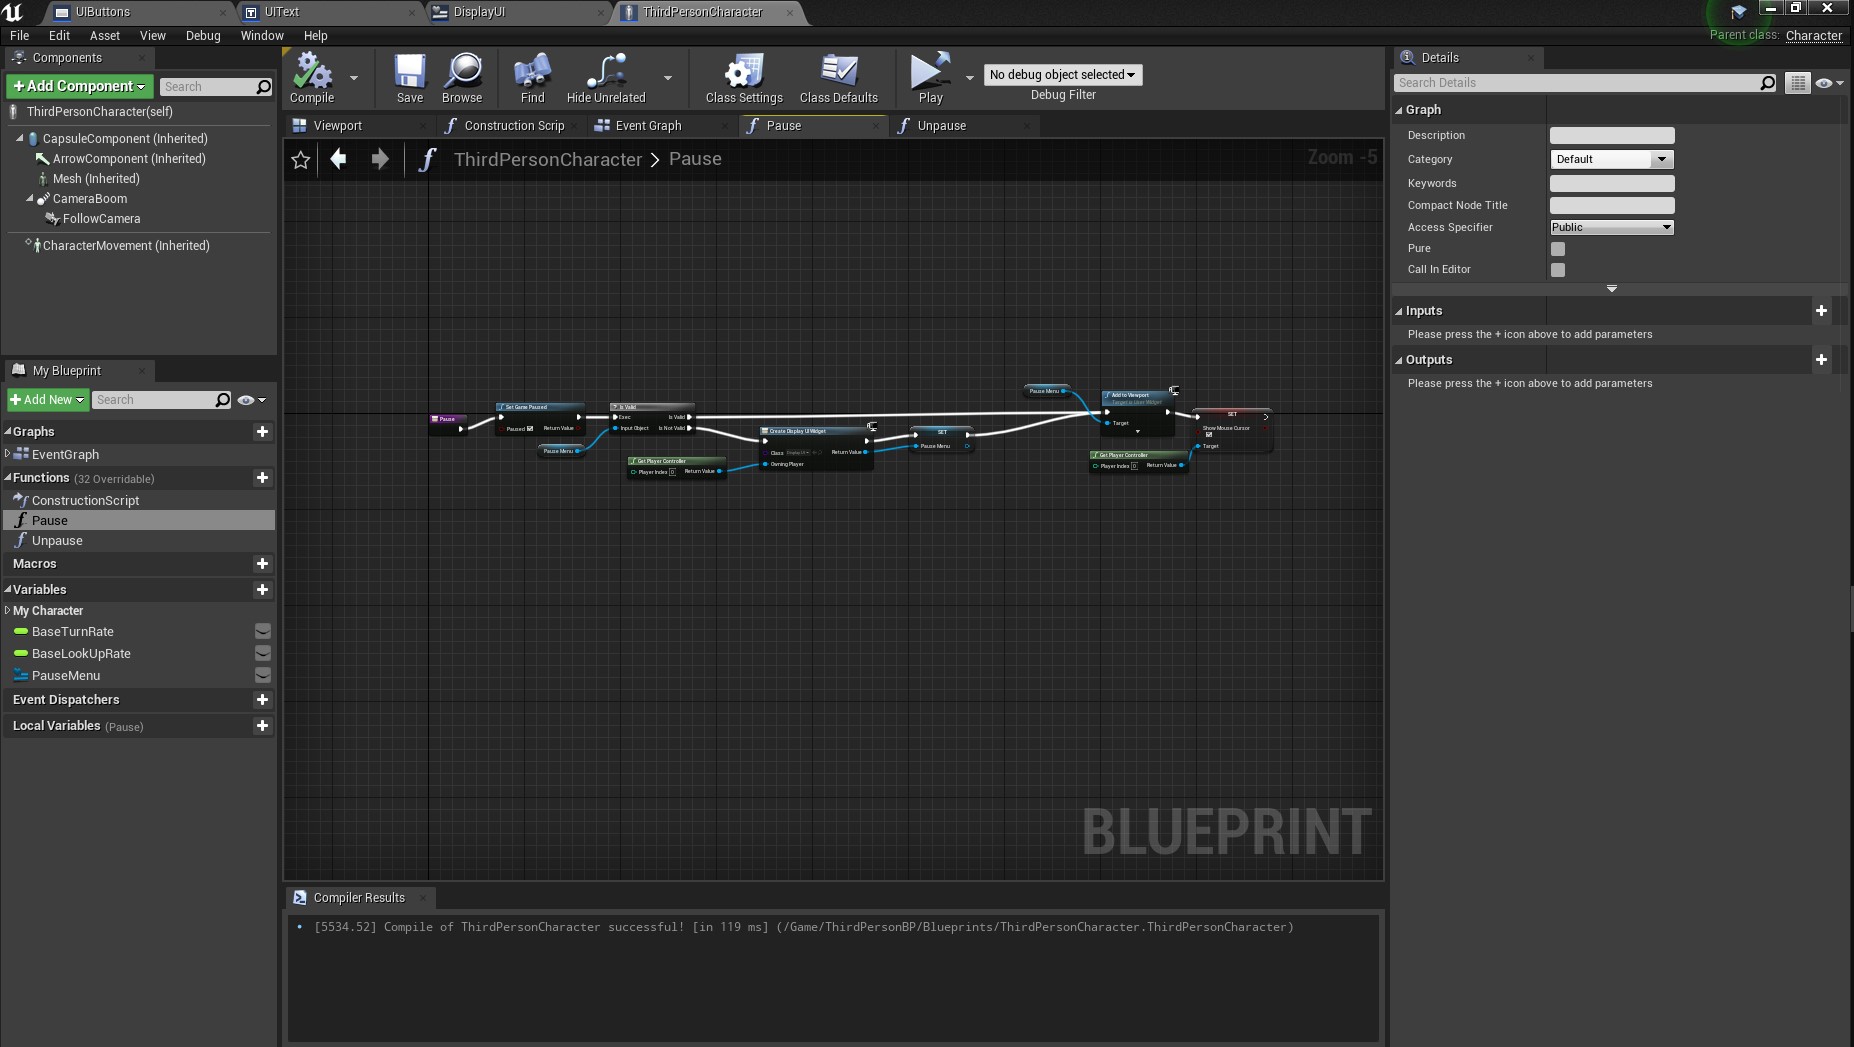 UIButtons
UIText
DisplayUI
ThirdPersonCharacter
File Edit Asset View Debug Window Help
Parent class: Character
Components
+Add Component
Search
ThirdPersonCharacter(self)
CapsuleComponent (Inherited)
ArrowComponent (Inherited)
Mesh (Inherited)
CameraBoom
FollowCamera
CharacterMovement (Inherited)
My Blueprint
+Add New
Search
Graphs
EventGraph
Functions (32 Overridable)
ConstructionScript
Pause
Unpause
Macros
Variables
My Character
BaseTurnRate
BaseLookUpRate
PauseMenu
Event Dispatchers
Local Variables (Pause)
Compile
Save
Browse
Find
Hide Unrelated
Class Settings
Class Defaults
Play
No debug object selected
Debug Filter
Viewport
Construction Scrip
Event Graph
Pause
Unpause
ThirdPersonCharacter > Pause
Zoom -5
Pause
Set Game Paused
Paused
Return Value
Pause Menu
Is Valid
Exec
Is Valid
Input Object
Is Not Valid
Get Player Controller
Player Index 0
Return Value
Create Display UI Widget
Class Display UI
Return Value
Owning Player
SET
Pause Menu
Pause Menu
Add to Viewport
Target is User Widget
Target
Get Player Controller
Player Index 0
Return Value
SET
Show Mouse Cursor
Target
BLUEPRINT
Compiler Results
[5534.52] Compile of ThirdPersonCharacter successful! [in 119 ms] (/Game/ThirdPersonBP/Blueprints/ThirdPersonCharacter.ThirdPersonCharacter)
Details
Search Details
Graph
Description
Category Default
Keywords
Compact Node Title
Access Specifier Public
Pure
Call In Editor
Inputs
Please press the + icon above to add parameters
Outputs
Please press the + icon above to add parameters